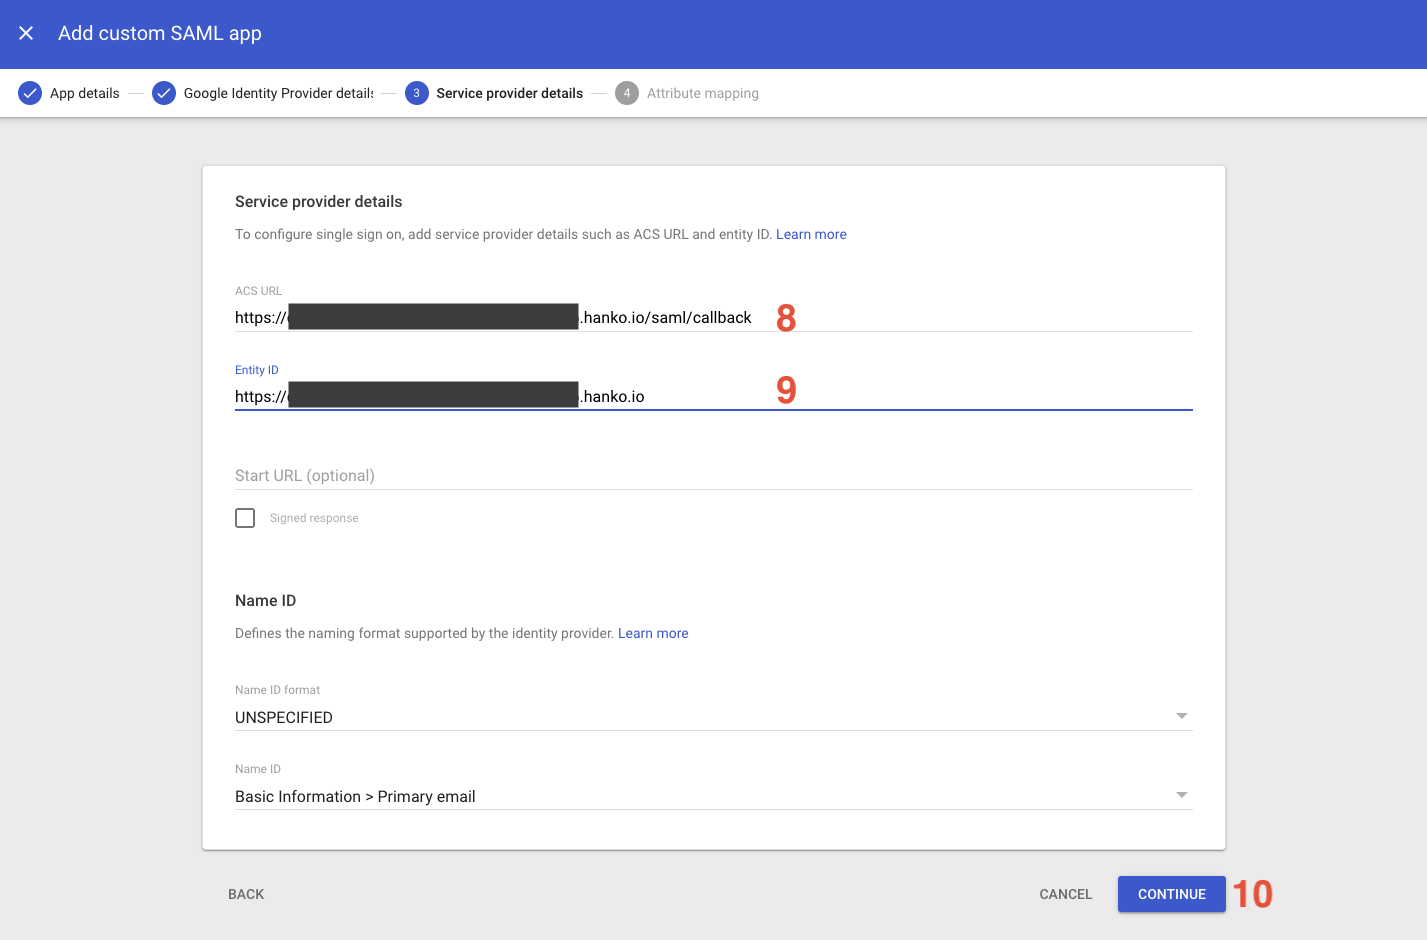 Add custom SAML app
App details
Google Identity Provider details
3 Service provider details
4 Attribute mapping
Service provider details
To configure single sign on, add service provider details such as ACS URL and entity ID. Learn more
ACS URL
https:// .hanko.io/saml/callback 8
Entity ID
https:// .hanko.io 9
Start URL (optional)
Signed response
Name ID
Defines the naming format supported by the identity provider. Learn more
Name ID format
UNSPECIFIED
Name ID
Basic Information > Primary email
BACK
CANCEL
CONTINUE 10